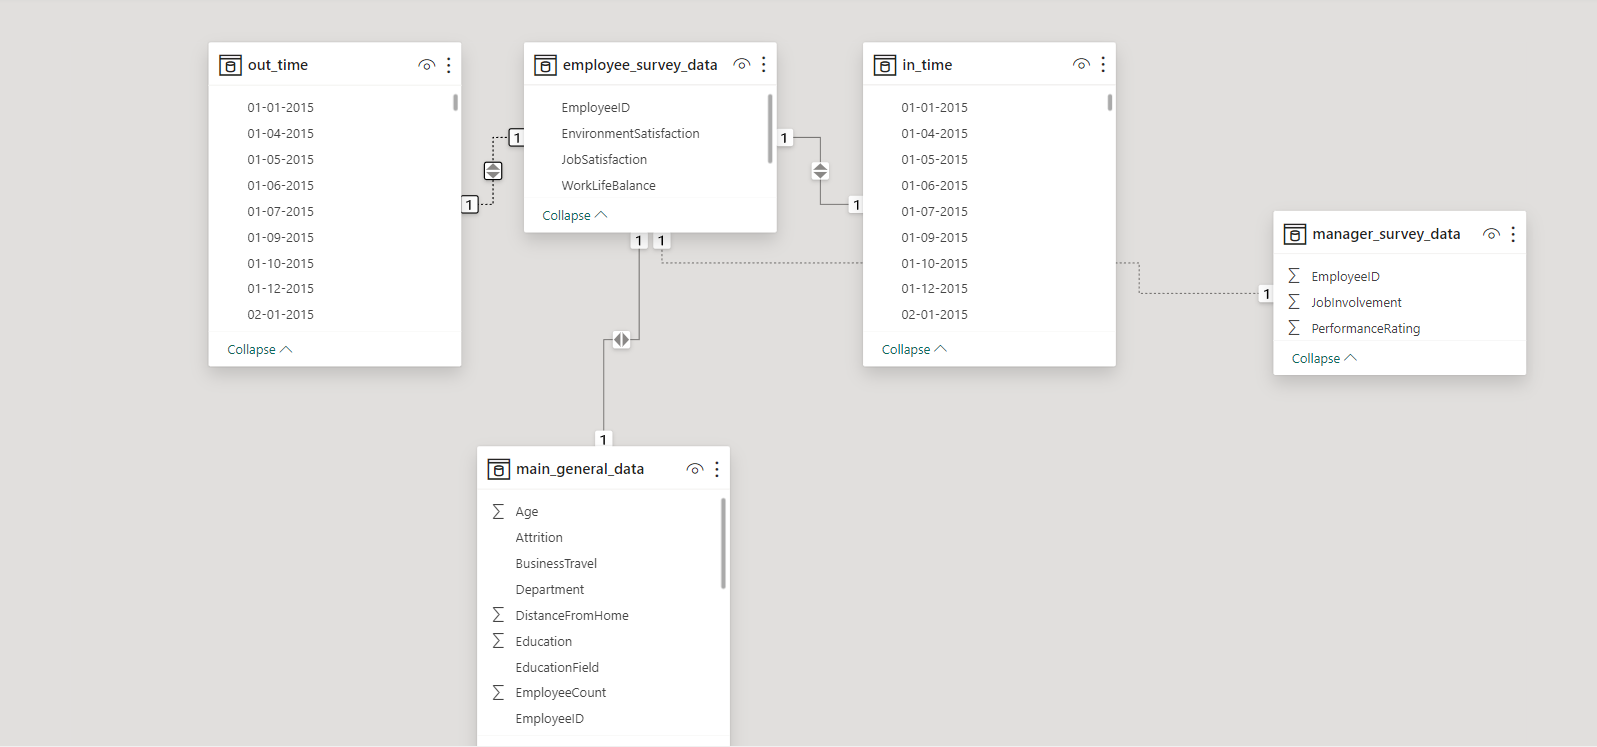 out_time
01-01-2015
01-04-2015
01-05-2015
01-06-2015
01-07-2015
01-09-2015
01-10-2015
01-12-2015
02-01-2015
Collapse
employee_survey_data
EmployeeID
EnvironmentSatisfaction
JobSatisfaction
WorkLifeBalance
Collapse
in_time
01-01-2015
01-04-2015
01-05-2015
01-06-2015
01-07-2015
01-09-2015
01-10-2015
01-12-2015
02-01-2015
Collapse
manager_survey_data
Σ EmployeeID
Σ JobInvolvement
Σ PerformanceRating
Collapse
1
1
1
1
1
1
1
1
main_general_data
Σ Age
Attrition
BusinessTravel
Department
Σ DistanceFromHome
Σ Education
EducationField
Σ EmployeeCount
EmployeeID